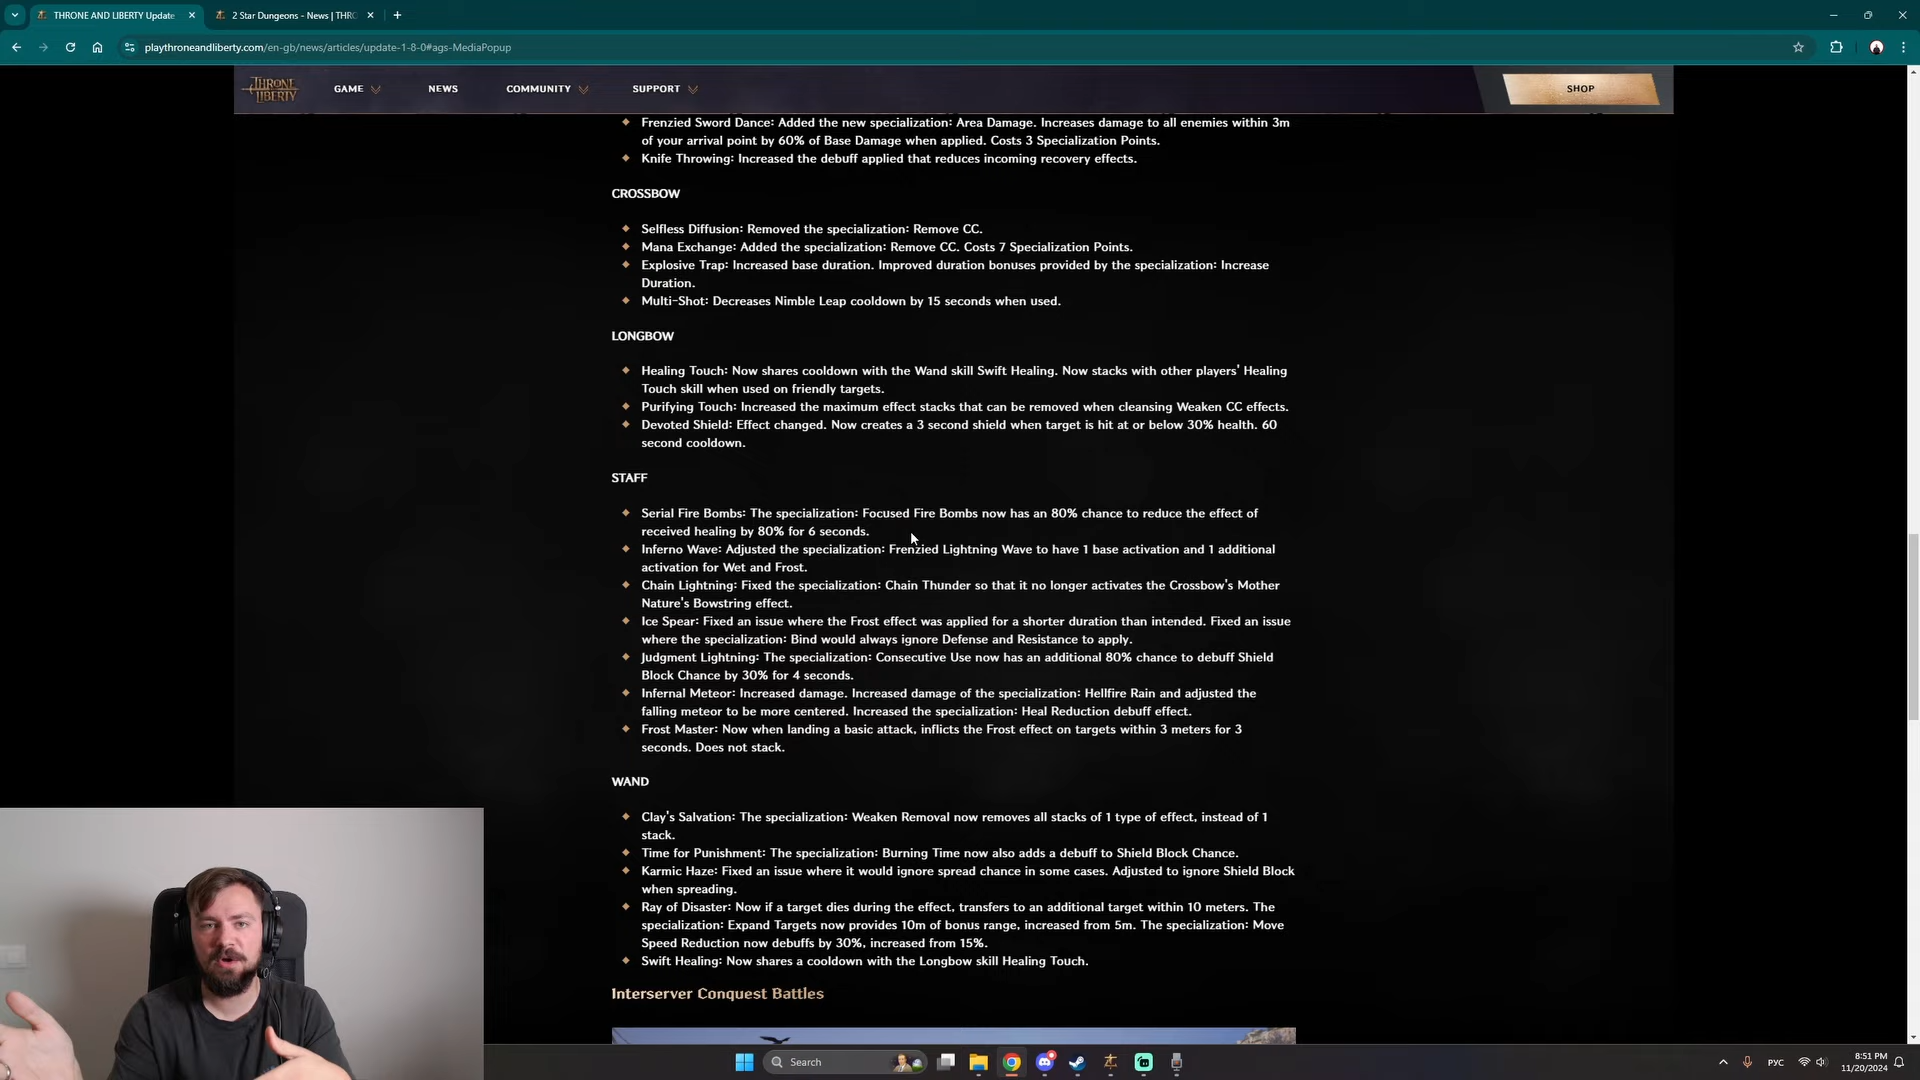 THRONE AND LIBERTY Update
2 Star Dungeons - News | THRO
playthroneandliberty.com/en-gb/news/articles/update-1-8-0#ags-MediaPopup
THRONE
LIBERTY
GAME
NEWS
COMMUNITY
SUPPORT
SHOP
Frenzied Sword Dance: Added the new specialization: Area Damage. Increases damage to all enemies within 3m
of your arrival point by 60% of Base Damage when applied. Costs 3 Specialization Points.
Knife Throwing: Increased the debuff applied that reduces incoming recovery effects.
CROSSBOW
Selfless Diffusion: Removed the specialization: Remove CC.
Mana Exchange: Added the specialization: Remove CC. Costs 7 Specialization Points.
Explosive Trap: Increased base duration. Improved duration bonuses provided by the specialization: Increase
Duration.
Multi-Shot: Decreases Nimble Leap cooldown by 15 seconds when used.
LONGBOW
Healing Touch: Now shares cooldown with the Wand skill Swift Healing. Now stacks with other players' Healing
Touch skill when used on friendly targets.
Purifying Touch: Increased the maximum effect stacks that can be removed when cleansing Weaken CC effects.
Devoted Shield: Effect changed. Now creates a 3 second shield when target is hit at or below 30% health. 60
second cooldown.
STAFF
Serial Fire Bombs: The specialization: Focused Fire Bombs now has an 80% chance to reduce the effect of
received healing by 80% for 6 seconds.
Inferno Wave: Adjusted the specialization: Frenzied Lightning Wave to have 1 base activation and 1 additional
activation for Wet and Frost.
Chain Lightning: Fixed the specialization: Chain Thunder so that it no longer activates the Crossbow's Mother
Nature's Bowstring effect.
Ice Spear: Fixed an issue where the Frost effect was applied for a shorter duration than intended. Fixed an issue
where the specialization: Bind would always ignore Defense and Resistance to apply.
Judgment Lightning: The specialization: Consecutive Use now has an additional 80% chance to debuff Shield
Block Chance by 30% for 4 seconds.
Infernal Meteor: Increased damage. Increased damage of the specialization: Hellfire Rain and adjusted the
falling meteor to be more centered. Increased the specialization: Heal Reduction debuff effect.
Frost Master: Now when landing a basic attack, inflicts the Frost effect on targets within 3 meters for 3
seconds. Does not stack.
WAND
Clay's Salvation: The specialization: Weaken Removal now removes all stacks of 1 type of effect, instead of 1
stack.
Time for Punishment: The specialization: Burning Time now also adds a debuff to Shield Block Chance.
Karmic Haze: Fixed an issue where it would ignore spread chance in some cases. Adjusted to ignore Shield Block
when spreading.
Ray of Disaster: Now if a target dies during the effect, transfers to an additional target within 10 meters. The
specialization: Expand Targets now provides 10m of bonus range, increased from 5m. The specialization: Move
Speed Reduction now debuffs by 30%, increased from 15%.
Swift Healing: Now shares a cooldown with the Longbow skill Healing Touch.
Interserver Conquest Battles
Search
РУС
8:51 PM
11/20/2024